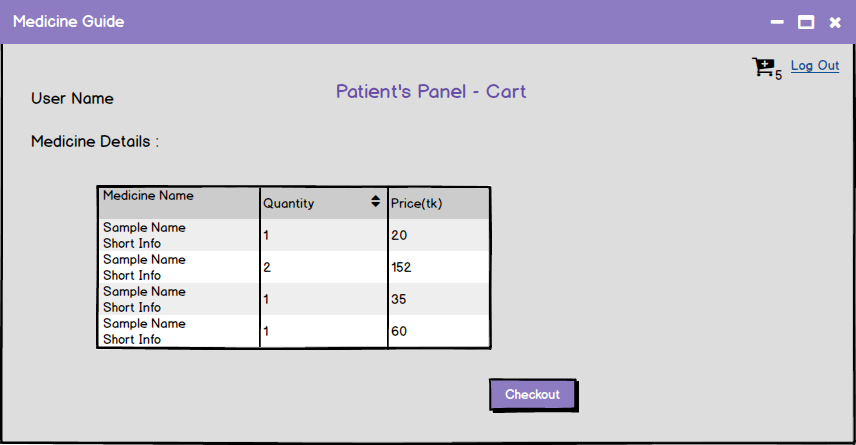 Medicine Guide
5 Log Out
Patient's Panel - Cart
User Name
Medicine Details :
Medicine Name Quantity Price(tk)
Sample Name
Short Info 1 20
Sample Name
Short Info 2 152
Sample Name
Short Info 1 35
Sample Name
Short Info 1 60
Checkout